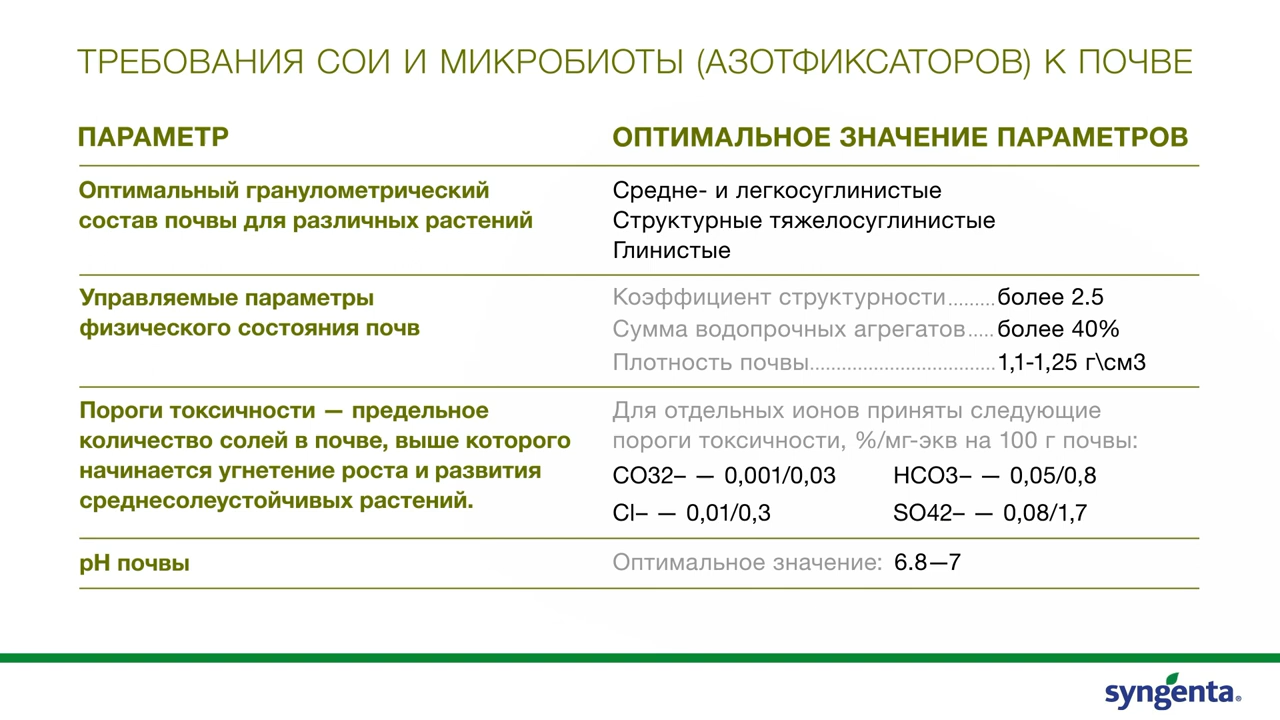 ТРЕБОВАНИЯ СОИ И МИКРОБИОТЫ (АЗОТФИКСАТОРОВ) К ПОЧВЕ
ПАРАМЕТР
ОПТИМАЛЬНОЕ ЗНАЧЕНИЕ ПАРАМЕТРОВ
Оптимальный гранулометрический
состав почвы для различных растений
Средне- и легкосуглинистые
Структурные тяжелосуглинистые
Глинистые
Управляемые параметры
физического состояния почв
Коэффициент структурности.........более 2.5
Сумма водопрочных агрегатов.....более 40%
Плотность почвы...................................1,1-1,25 г\см3
Пороги токсичности — предельное
количество солей в почве, выше которого
начинается угнетение роста и развития
среднесолеустойчивых растений.
Для отдельных ионов приняты следующие
пороги токсичности, %/мг-экв на 100 г почвы:
CO32– — 0,001/0,03 HCO3– — 0,05/0,8
Cl– — 0,01/0,3 SO42– — 0,08/1,7
pH почвы
Оптимальное значение: 6.8—7
syngenta®